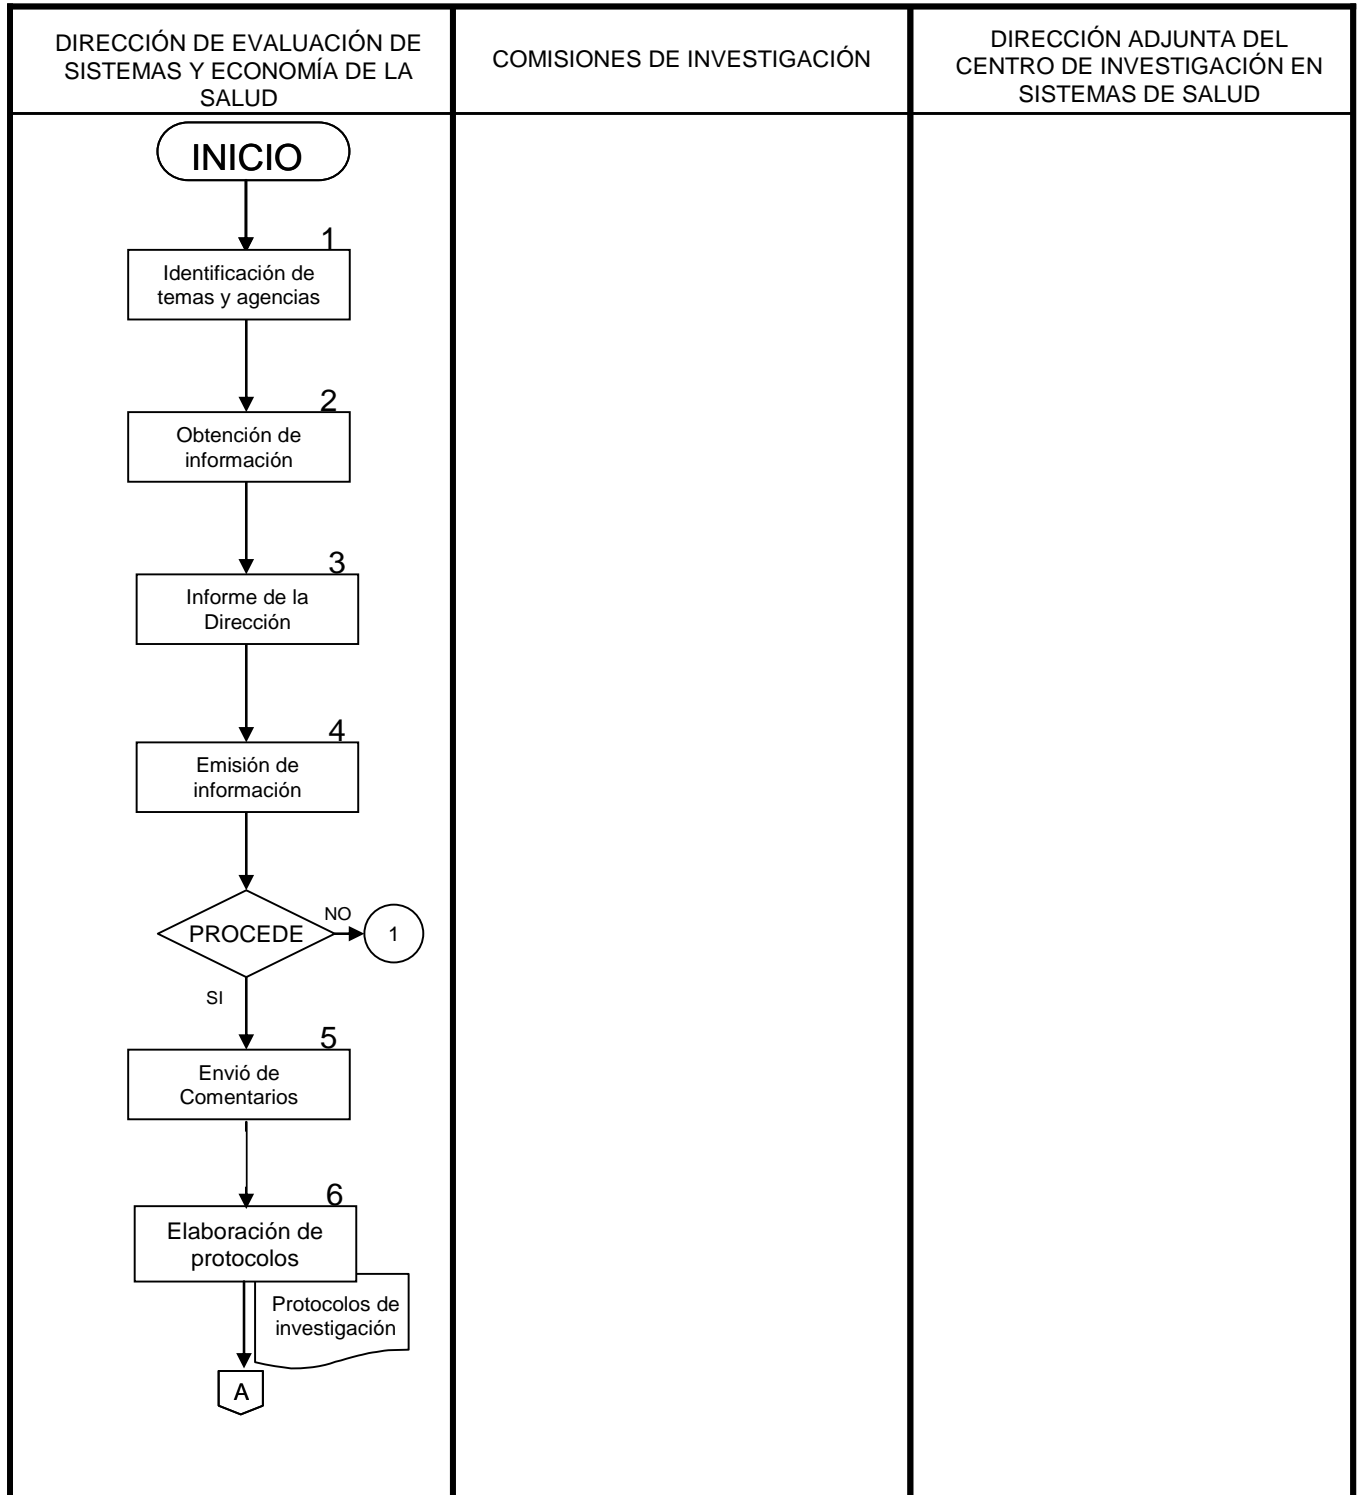 DIRECCIÓN DE EVALUACIÓN DE
SISTEMAS Y ECONOMÍA DE LA
SALUD
COMISIONES DE INVESTIGACIÓN
DIRECCIÓN ADJUNTA DEL
CENTRO DE INVESTIGACIÓN EN
SISTEMAS DE SALUD
INICIO
1
Identificación de
temas y agencias
2
Obtención de
información
3
Informe de la
Dirección
4
Emisión de
información
PROCEDE
NO
1
SI
5
Envió de
Comentarios
6
Elaboración de
protocolos
Protocolos de
investigación
A